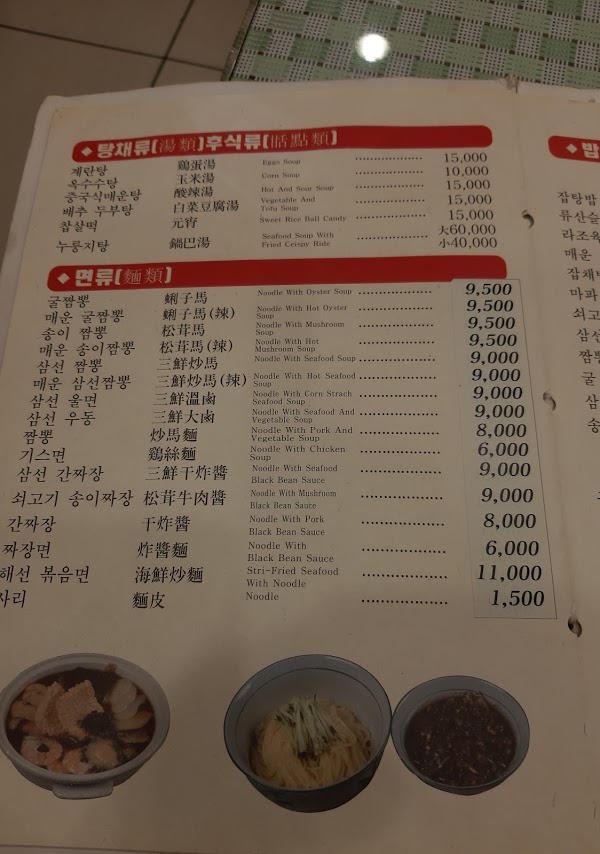 ◆ 탕채류(湯類)후식류(甛點類)
계란탕 鷄蛋湯 Eggs Soup 15,000
옥수수탕 玉米湯 Corn Soup 10,000
중국식매운탕 酸辣湯 Hot And Sour Soup 15,000
배추 두부탕 白菜豆腐湯 Vegetable And Tofu Soup 15,000
찹살떡 元宵 Sweet Rice Ball Candy 15,000
누룽지탕 鍋巴湯 Seafood Soup With Fried Ceispy Ride 大60,000 小40,000
◆ 면류(麵類)
굴짬뽕 蜊子馬 Noodle With Oyster Soup 9,500
매운 굴짬뽕 蜊子馬(辣) Noodle With Hot Oyster Soup 9,500
송이 짬뽕 松茸馬 Noodle With Mushroom Soup 9,500
매운 송이짬뽕 松茸馬(辣) Noodle With Hot Mushroom Soup 9,500
삼선 짬뽕 三鮮炒馬 Noodle With Seafood Soup 9,000
매운 삼선짬뽕 三鮮炒馬(辣) Noodle With Hot Seafood Soup 9,000
삼선 울면 三鮮溫鹵 Noodle With Corn Strach Seafood Soup 9,000
삼선 우동 三鮮大鹵 Noodle With Seafood And Vegetable Soup 9,000
짬뽕 炒馬麵 Noodle With Pork And Vegetable Soup 8,000
기스면 鷄絲麵 Noodle With Chicken Soup 6,000
삼선 간짜장 三鮮干炸醬 Noodle With Seafood Black Bean Sauce 9,000
쇠고기 송이짜장 松茸牛肉醬 Noodle With Mushroom Black Bean Sauce 9,000
간짜장 干炸醬 Noodle With Pork Black Bean Sauce 8,000
짜장면 炸醬麵 Noodle With Black Bean Sauce 6,000
해선 볶음면 海鮮炒麵 Stri-Fried Seafood With Noodle 11,000
사리 麵皮 Noodle 1,500
◆ 밥
잡탕밥
류산슬
라조육
매운
잡채
마파
쇠고
삼선
짬뽕
굴
삼
송